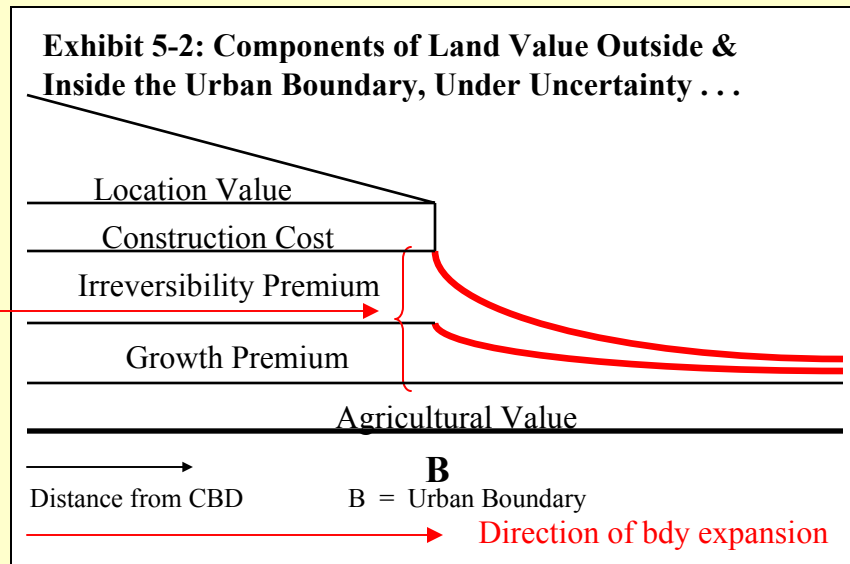 Exhibit 5-2: Components of Land Value Outside &
Inside the Urban Boundary, Under Uncertainty . . .
Location Value
Construction Cost
Irreversibility Premium
Growth Premium
Agricultural Value
B
Distance from CBD
B = Urban Boundary
Direction of bdy expansion